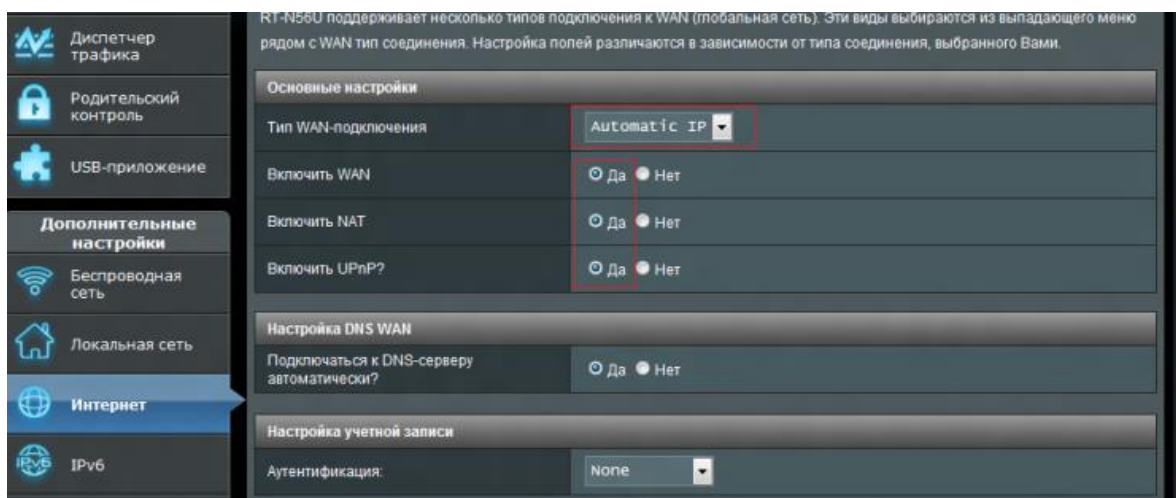 Диспетчер
трафика
Родительский
контроль
USB-приложение
Дополнительные
настройки
Беспроводная
сеть
Локальная сеть
Интернет
IPv6
RT-N56U поддерживает несколько типов подключения к WAN (глобальная сеть). Эти виды выбираются из выпадающего меню
рядом с WAN тип соединения. Настройка полей различаются в зависимости от типа соединения, выбранного Вами.
Основные настройки
Тип WAN-подключения Automatic IP
Включить WAN Да Нет
Включить NAT Да Нет
Включить UPnP? Да Нет
Настройка DNS WAN
Подключаться к DNS-серверу
автоматически? Да Нет
Настройка учетной записи
Аутентификация: None